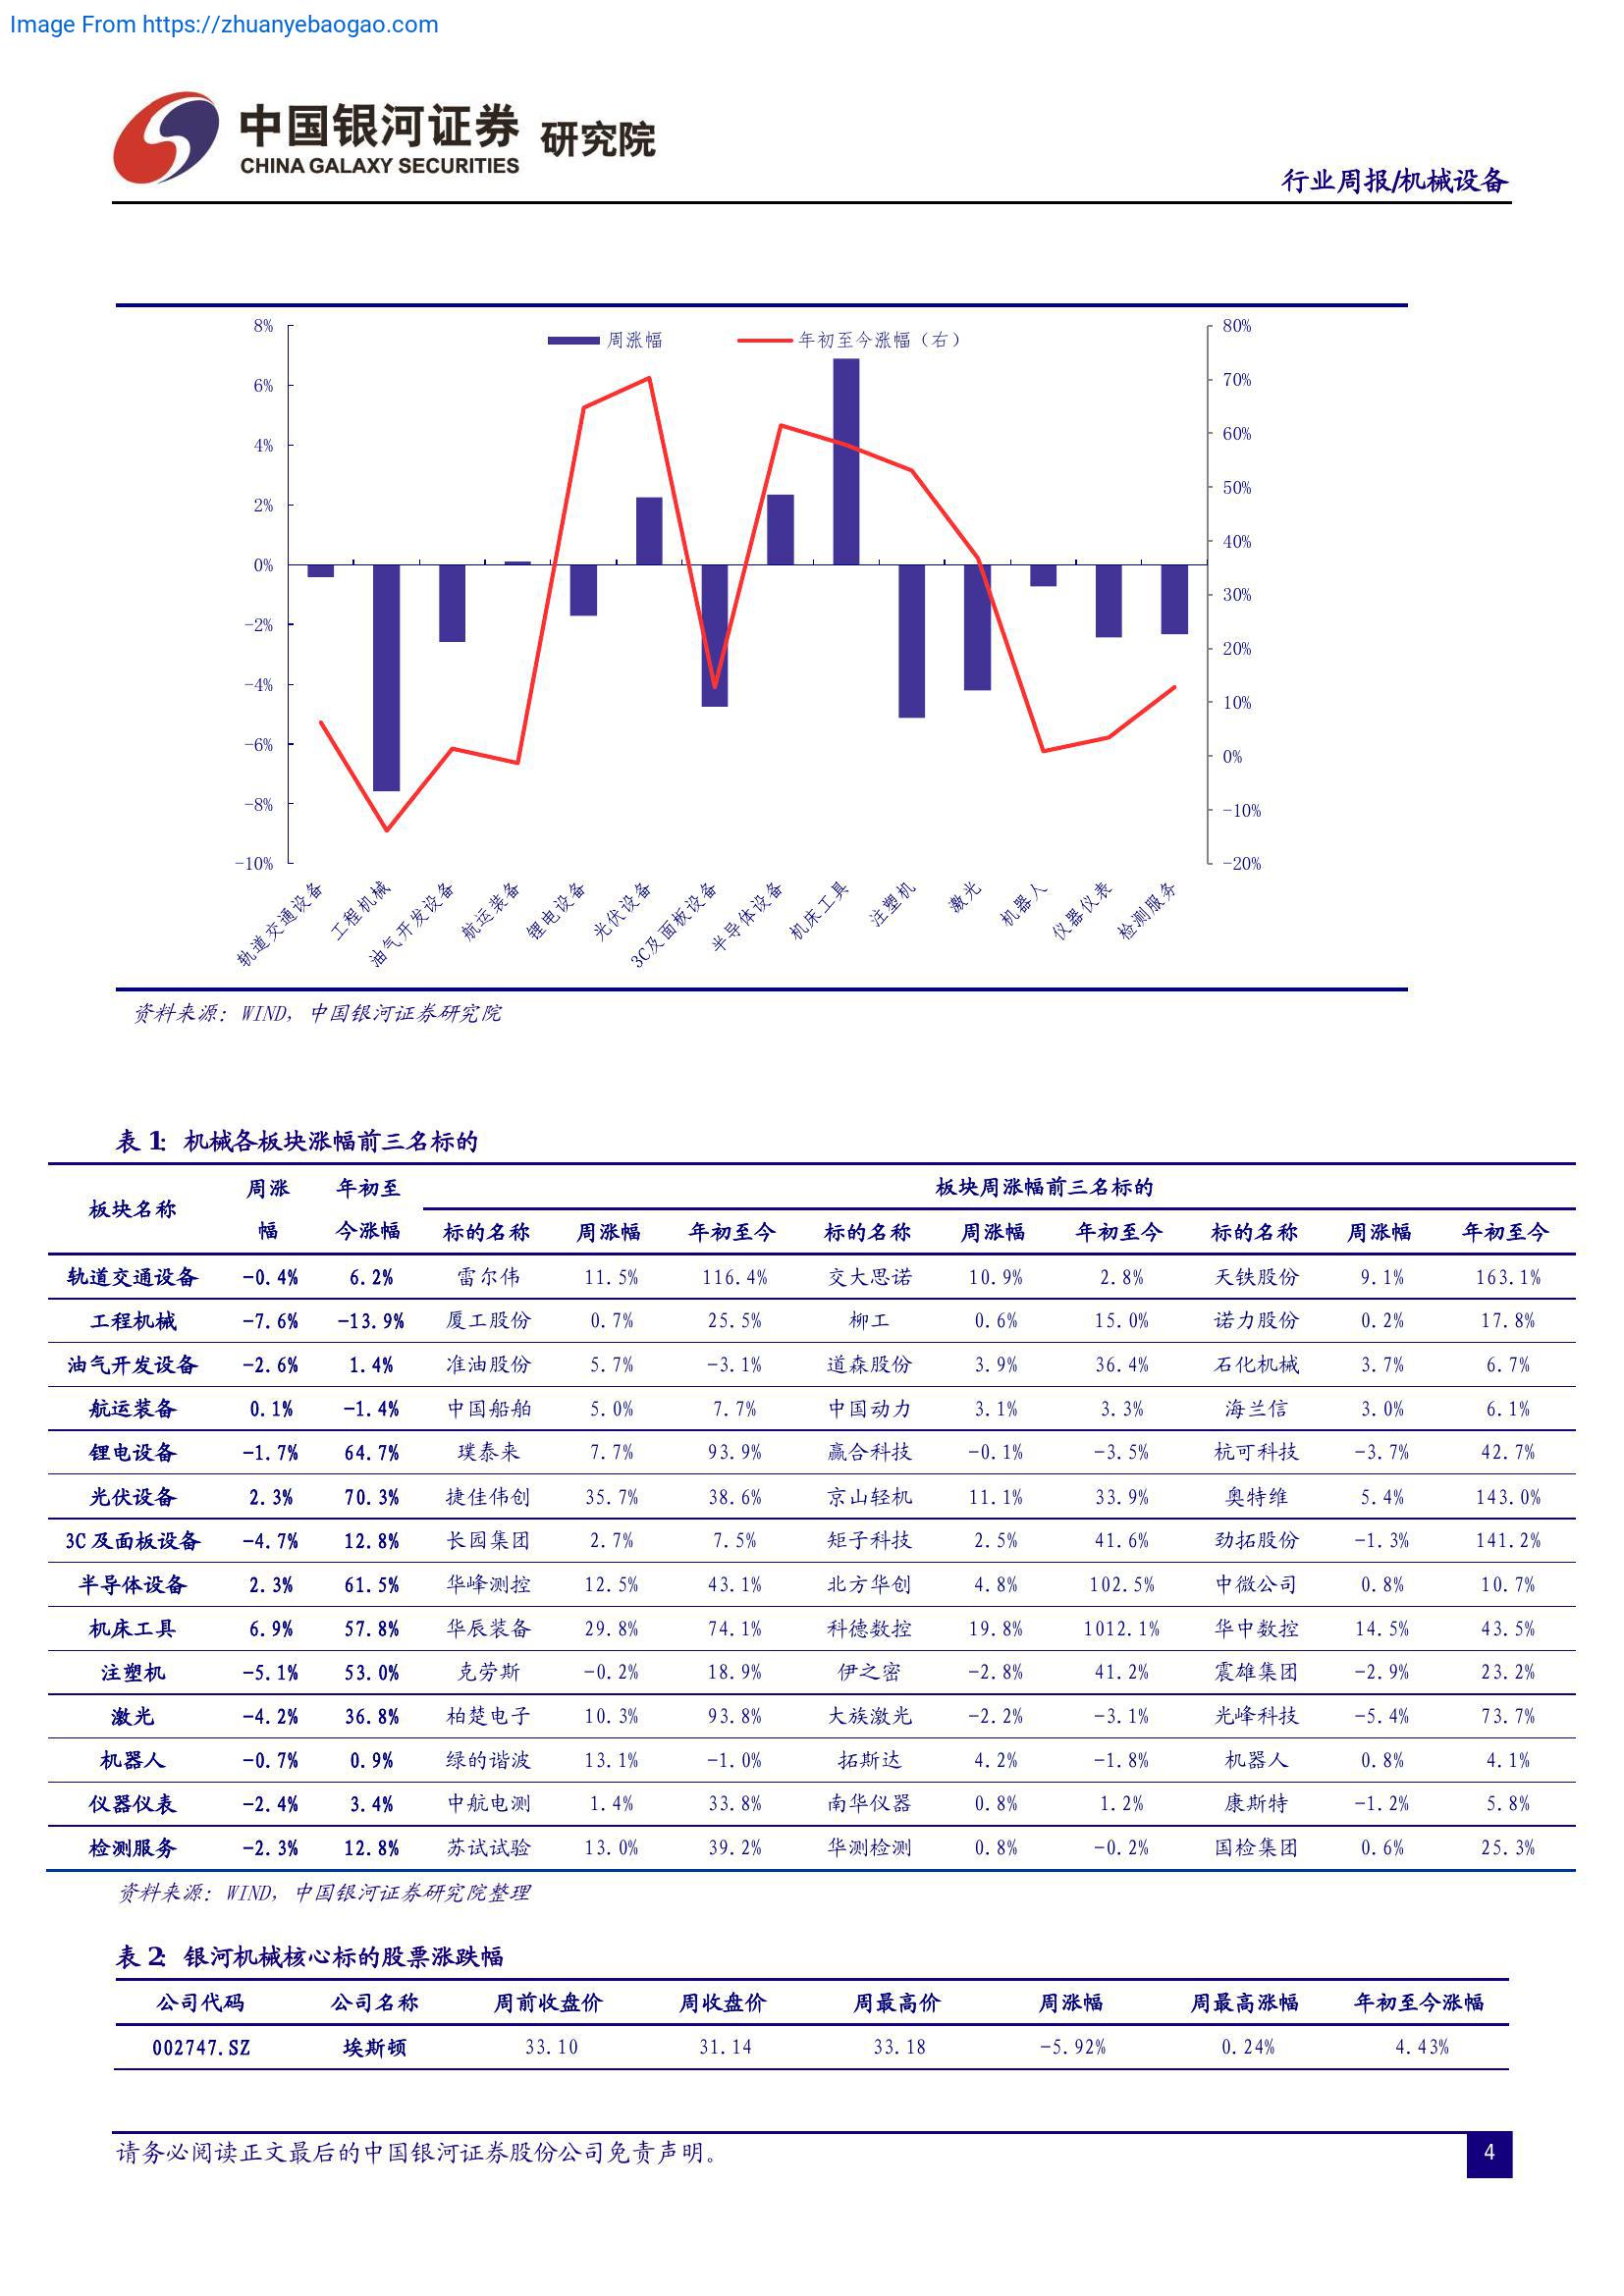 Image From https://zhuanyebaogao.com
中国银河证券 研究院
CHINA GALAXY SECURITIES
行业周报/机械设备
周涨幅 年初至今涨幅（右）
8% 80%
6% 70%
4% 60%
2% 50%
0% 40%
-2% 30%
-4% 20%
-6% 10%
-8% 0%
-10% -10%
-20%
轨道交通设备 工程机械 油气开发设备 航运装备 锂电设备 光伏设备 3C及面板设备 半导体设备 机床工具 注塑机 激光 机器人 仪器仪表 检测服务
资料来源：WIND，中国银河证券研究院
表 1: 机械各板块涨幅前三名标的
板块名称 周涨幅 年初至今涨幅 板块周涨幅前三名标的
标的名称 周涨幅 年初至今 标的名称 周涨幅 年初至今 标的名称 周涨幅 年初至今
轨道交通设备 -0.4% 6.2% 雷尔伟 11.5% 116.4% 交大思诺 10.9% 2.8% 天铁股份 9.1% 163.1%
工程机械 -7.6% -13.9% 厦工股份 0.7% 25.5% 柳工 0.6% 15.0% 诺力股份 0.2% 17.8%
油气开发设备 -2.6% 1.4% 准油股份 5.7% -3.1% 道森股份 3.9% 36.4% 石化机械 3.7% 6.7%
航运装备 0.1% -1.4% 中国船舶 5.0% 7.7% 中国动力 3.1% 3.3% 海兰信 3.0% 6.1%
锂电设备 -1.7% 64.7% 璞泰来 7.7% 93.9% 赢合科技 -0.1% -3.5% 杭可科技 -3.7% 42.7%
光伏设备 2.3% 70.3% 捷佳伟创 35.7% 38.6% 京山轻机 11.1% 33.9% 奥特维 5.4% 143.0%
3C 及面板设备 -4.7% 12.8% 长园集团 2.7% 7.5% 矩子科技 2.5% 41.6% 劲拓股份 -1.3% 141.2%
半导体设备 2.3% 61.5% 华峰测控 12.5% 43.1% 北方华创 4.8% 102.5% 中微公司 0.8% 10.7%
机床工具 6.9% 57.8% 华辰装备 29.8% 74.1% 科德数控 19.8% 1012.1% 华中数控 14.5% 43.5%
注塑机 -5.1% 53.0% 克劳斯 -0.2% 18.9% 伊之密 -2.8% 41.2% 震雄集团 -2.9% 23.2%
激光 -4.2% 36.8% 柏楚电子 10.3% 93.8% 大族激光 -2.2% -3.1% 光峰科技 -5.4% 73.7%
机器人 -0.7% 0.9% 绿的谐波 13.1% -1.0% 拓斯达 4.2% -1.8% 机器人 0.8% 4.1%
仪器仪表 -2.4% 3.4% 中航电测 1.4% 33.8% 南华仪器 0.8% 1.2% 康斯特 -1.2% 5.8%
检测服务 -2.3% 12.8% 苏试试验 13.0% 39.2% 华测检测 0.8% -0.2% 国检集团 0.6% 25.3%
资料来源：WIND，中国银河证券研究院整理
表 2: 银河机械核心标的股票涨跌幅
公司代码 公司名称 周前收盘价 周收盘价 周最高价 周涨幅 周最高涨幅 年初至今涨幅
002747.SZ 埃斯顿 33.10 31.14 33.18 -5.92% 0.24% 4.43%
请务必阅读正文最后的中国银河证券股份公司免责声明。
4